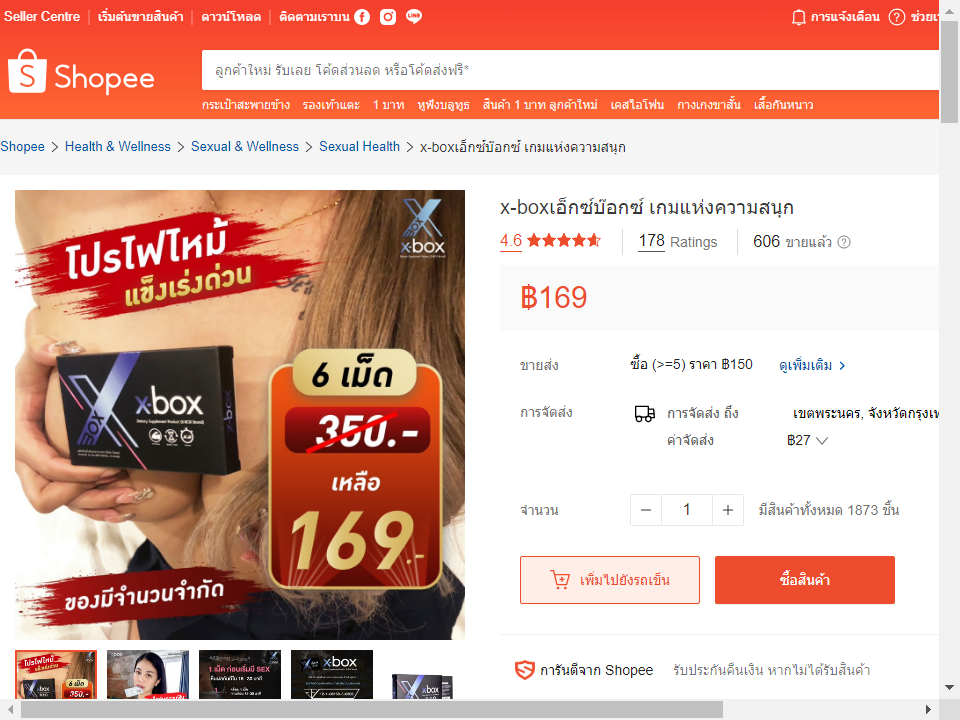 Seller Centre เริ่มต้นขายสินค้า ดาวน์โหลด ติดตามเราบน การแจ้งเตือน
Shopee
ลูกค้าใหม่ รับเลย โค้ดส่วนลด หรือโค้ดส่งฟรี*
กระเป๋าสะพายข้าง รองเท้าแตะ 1 บาท หูฟังบลูทูธ สินค้า 1 บาท ลูกค้าใหม่ เคสไอโฟน กางเกงขาสั้น เสื้อกันหนาว
Shopee > Health & Wellness > Sexual & Wellness > Sexual Health > x-boxเอ็กซ์บ๊อกซ์ เกมแห่งความสนุก
x-box
โปรไฟไหม้
แข็งเร่งด่วน
x-box
6 เม็ด
350.-
เหลือ
169.-
ของมีจำนวนจำกัด
x-boxเอ็กซ์บ๊อกซ์ เกมแห่งความสนุก
4.6 178 Ratings 606 ขายแล้ว
฿169
ขายส่ง ซื้อ (>=5) ราคา ฿150 ดูเพิ่มเติม
การจัดส่ง การจัดส่ง ถึง เขตพระนคร,
ค่าจัดส่ง ฿27
จำนวน 1 มีสินค้าทั้งหมด 1873 ชิ้น
เพิ่มไปยังรถเข็น ซื้อสินค้า
การันตีจาก Shopee รับประกันคืนเงิน หากไม่ได้รับสินค้า
โปรไฟไหม้
6 เม็ด
350.-
x-box